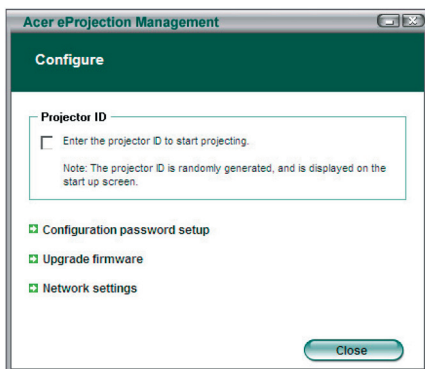 Acer eProjection Management
Configure
Projector ID
Enter the projector ID to start projecting.
Note: The projector ID is randomly generated, and is displayed on the
start up screen.
Configuration password setup
Upgrade firmware
Network settings
Close